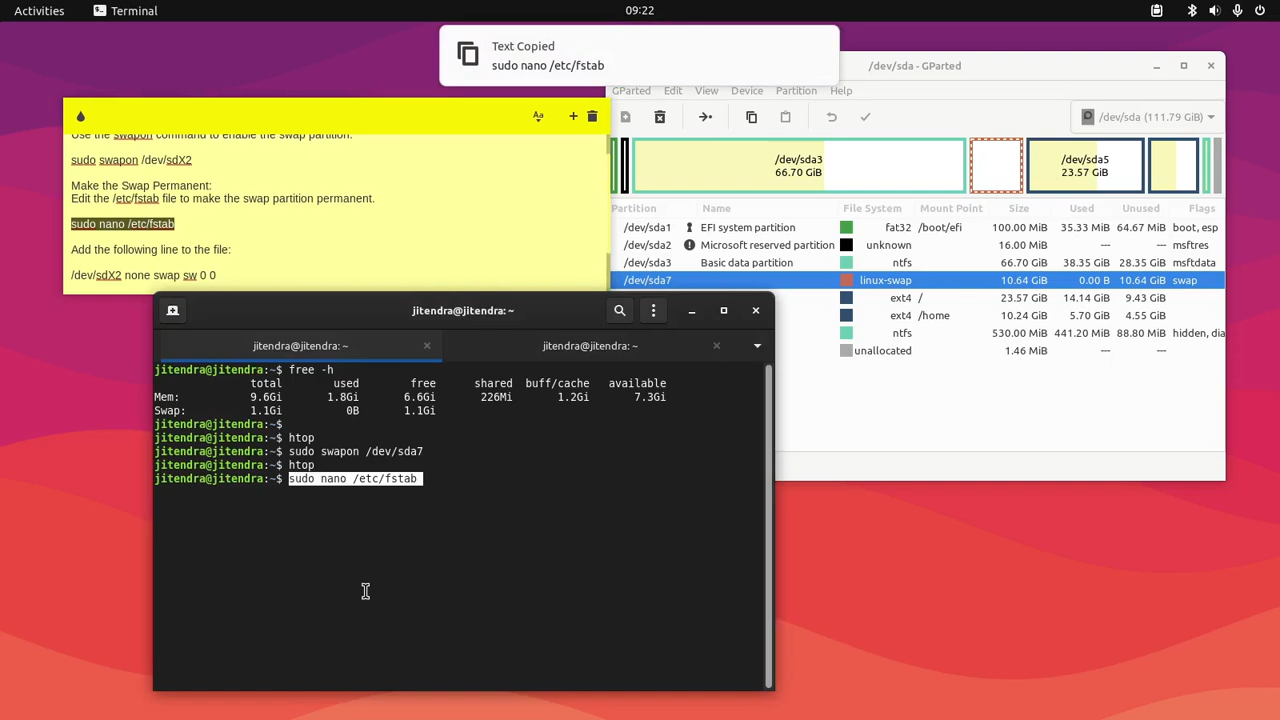 Activities
Terminal
09:22
Text Copied
sudo nano /etc/fstab
/dev/sda - GParted
GParted Edit View Device Partition Help
/dev/sda (111.79 GiB)
/dev/sda3
66.70 GiB
/dev/sda5
23.57 GiB
Partition Name File System Mount Point Size Used Unused Flags
/dev/sda1 EFI system partition fat32 /boot/efi 100.00 MiB 35.33 MiB 64.67 MiB boot, esp
/dev/sda2 Microsoft reserved partition unknown 16.00 MiB --- --- msftres
/dev/sda3 Basic data partition ntfs 66.70 GiB 38.35 GiB 28.35 GiB msftdata
/dev/sda7 linux-swap 10.64 GiB 0.00 B 10.64 GiB swap
ext4 / 23.57 GiB 14.14 GiB 9.43 GiB
ext4 /home 10.24 GiB 5.70 GiB 4.55 GiB
ntfs 530.00 MiB 441.20 MiB 88.80 MiB hidden, dia
unallocated 1.46 MiB --- ---
Aa
Use the swapon command to enable the swap partition.
sudo swapon /dev/sdX2
Make the Swap Permanent:
Edit the /etc/fstab file to make the swap partition permanent.
sudo nano /etc/fstab
Add the following line to the file:
/dev/sdX2 none swap sw 0 0
jitendra@jitendra: ~
jitendra@jitendra: ~
jitendra@jitendra: ~
jitendra@jitendra:~$ free -h
total used free shared buff/cache available
Mem: 9.6Gi 1.8Gi 6.6Gi 226Mi 1.2Gi 7.3Gi
Swap: 1.1Gi 0B 1.1Gi
jitendra@jitendra:~$
jitendra@jitendra:~$ htop
jitendra@jitendra:~$ sudo swapon /dev/sda7
jitendra@jitendra:~$ htop
jitendra@jitendra:~$ sudo nano /etc/fstab